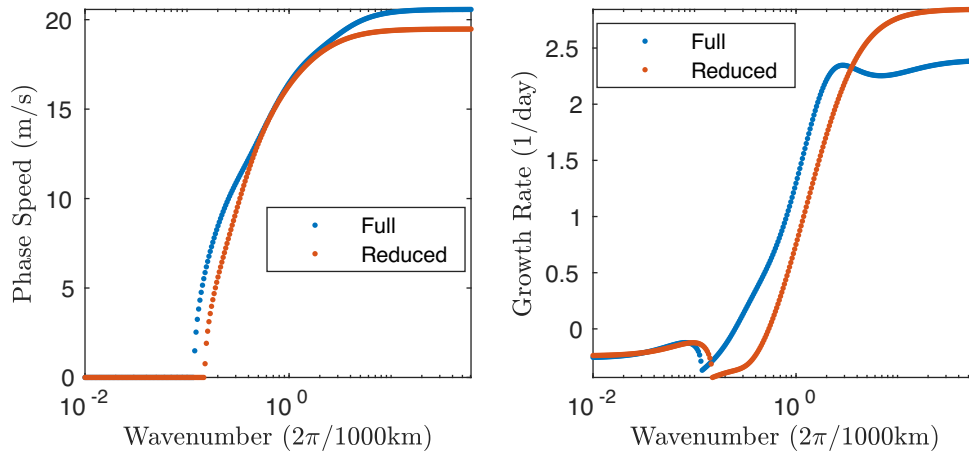 20
15
10
5
0
Phase Speed (m/s)
Full
Reduced
10^-2
10^0
Wavenumber (2π/1000km)
2.5
2
1.5
1
0.5
0
Growth Rate (1/day)
Full
Reduced
10^-2
10^0
Wavenumber (2π/1000km)